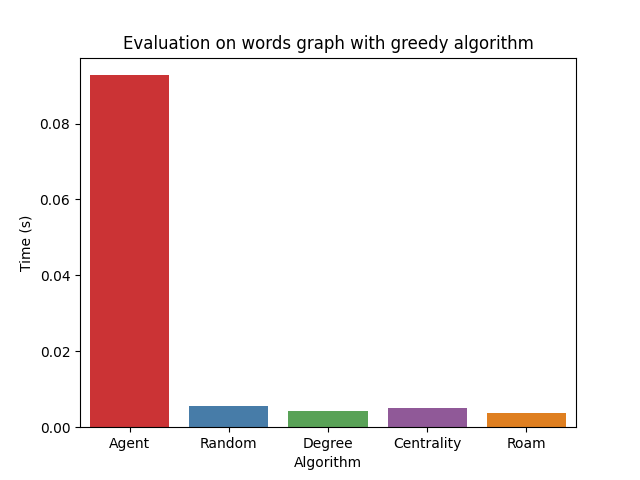 Evaluation on words graph with greedy algorithm
0.08
0.06
0.04
0.02
0.00
Time (s)
Agent Random Degree Centrality Roam
Algorithm